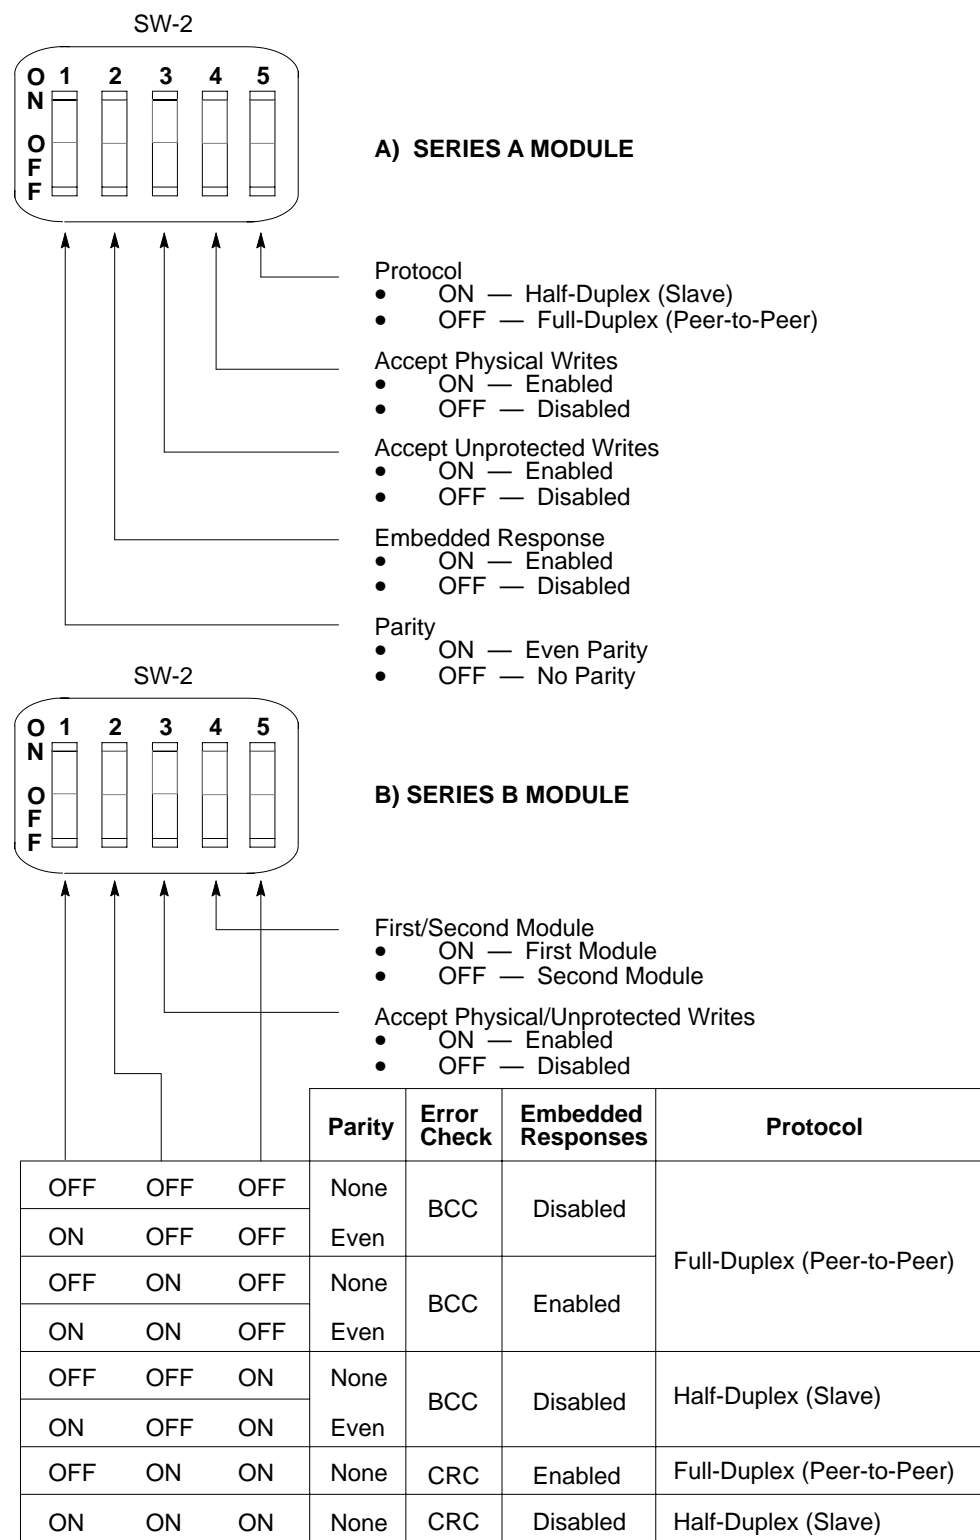 SW-2
O N 1 2 3 4 5
O F F
A) SERIES A MODULE
Protocol
• ON — Half-Duplex (Slave)
• OFF — Full-Duplex (Peer-to-Peer)
Accept Physical Writes
• ON — Enabled
• OFF — Disabled
Accept Unprotected Writes
• ON — Enabled
• OFF — Disabled
Embedded Response
• ON — Enabled
• OFF — Disabled
Parity
• ON — Even Parity
• OFF — No Parity
SW-2
O N 1 2 3 4 5
O F F
B) SERIES B MODULE
First/Second Module
• ON — First Module
• OFF — Second Module
Accept Physical/Unprotected Writes
• ON — Enabled
• OFF — Disabled
Parity Error Check Embedded Responses Protocol
OFF OFF OFF None
BCC Disabled
ON OFF OFF Even
Full-Duplex (Peer-to-Peer)
OFF ON OFF None
BCC Enabled
ON ON OFF Even
OFF OFF ON None
BCC Disabled Half-Duplex (Slave)
ON OFF ON Even
OFF ON ON None CRC Enabled Full-Duplex (Peer-to-Peer)
ON ON ON None CRC Disabled Half-Duplex (Slave)